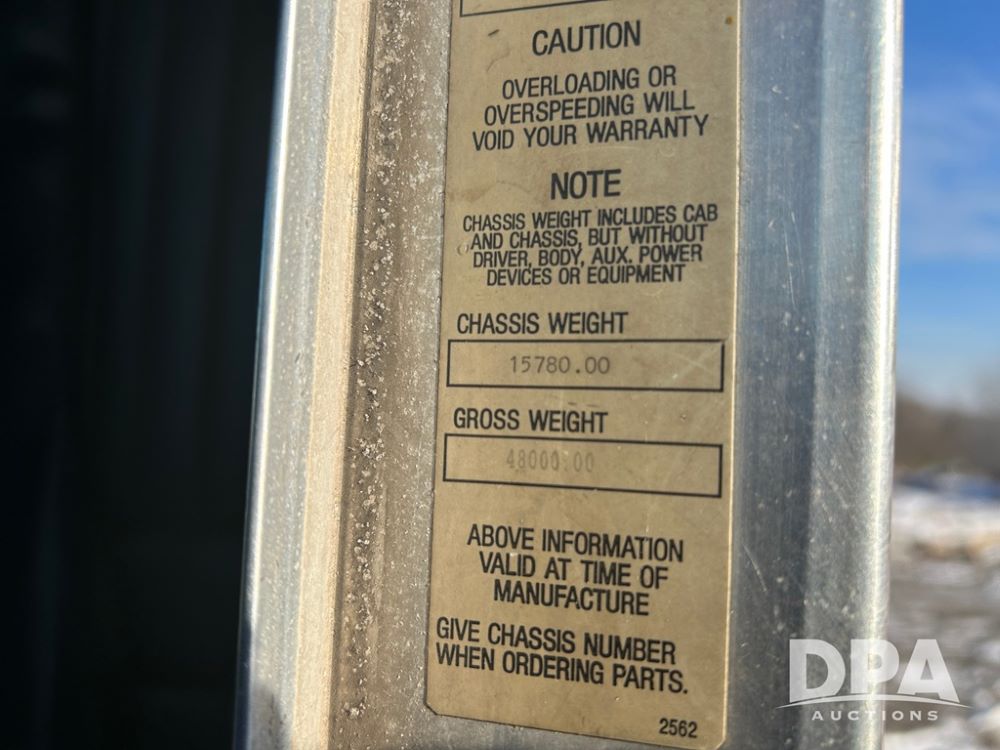 CAUTION
OVERLOADING OR
OVERSPEEDING WILL
VOID YOUR WARRANTY
NOTE
CHASSIS WEIGHT INCLUDES CAB
AND CHASSIS, BUT WITHOUT
DRIVER, BODY, AUX. POWER
DEVICES OR EQUIPMENT
CHASSIS WEIGHT
15780.00
GROSS WEIGHT
48000.00
ABOVE INFORMATION
VALID AT TIME OF
MANUFACTURE
GIVE CHASSIS NUMBER
WHEN ORDERING PARTS.
2562
DPA
AUCTIONS